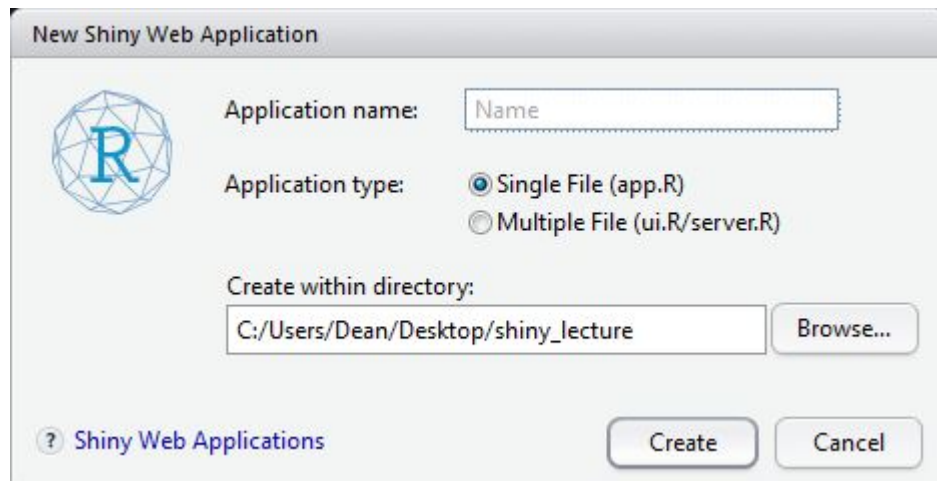 New Shiny Web Application
R
Application name: Name
Application type: Single File (app.R)
Multiple File (ui.R/server.R)
Create within directory:
C:/Users/Dean/Desktop/shiny_lecture Browse...
? Shiny Web Applications Create Cancel